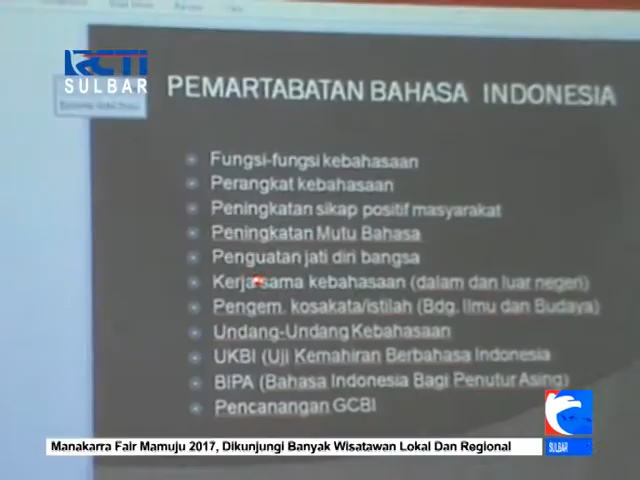 RCTI
SULBAR
PEMARTABATAN BAHASA INDONESIA
Fungsi-fungsi kebahasaan
Perangkat kebahasaan
Peningkatan sikap positif masyarakat
Peningkatan Mutu Bahasa
Penguatan jati diri bangsa
Kerja sama kebahasaan (dalam dan luar negeri)
Pengem. kosakata/istilah (Bdg. Ilmu dan Budaya)
Undang-Undang Kebahasaan
UKBI (Uji Kemahiran Berbahasa Indonesia
BIPA (Bahasa Indonesia Bagi Penutur Asing)
Pencanangan GCBI
SULBAR
Manakarra Fair Mamuju 2017, Dikunjungi Banyak Wisatawan Lokal Dan Regional